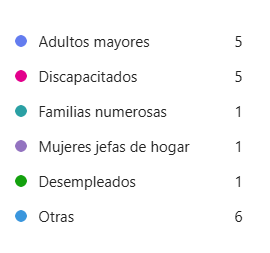 Adultos mayores 5
Discapacitados 5
Familias numerosas 1
Mujeres jefas de hogar 1
Desempleados 1
Otras 6